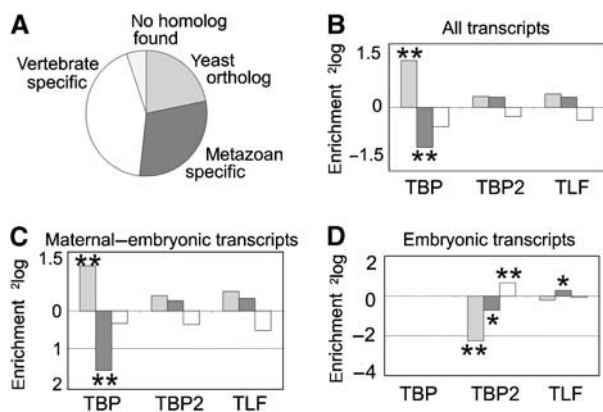 A
No homolog
found
Vertebrate
specific
Yeast
ortholog
Metazoan
specific
B
All transcripts
Enrichment ²log
1.5
0
−1.5
**
**
TBP
TBP2
TLF
C
Maternal–embryonic transcripts
Enrichment ²log
1.5
0
1
2
**
**
TBP
TBP2
TLF
D
Embryonic transcripts
Enrichment ²log
2
0
−2
−4
**
*
**
*
TBP
TBP2
TLF